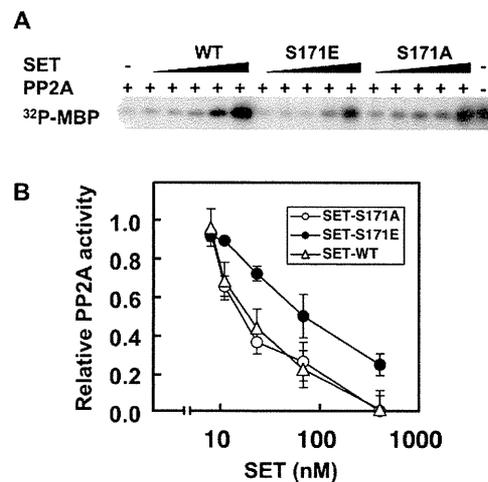 A
WT S171E S171A
SET -
PP2A + + + + + + + + + + + + + + + + -
³²P-MBP
B
SET-S171A
SET-S171E
SET-WT
Relative PP2A activity
1.0
0.8
0.6
0.4
0.2
0.0
10 100 1000
SET (nM)